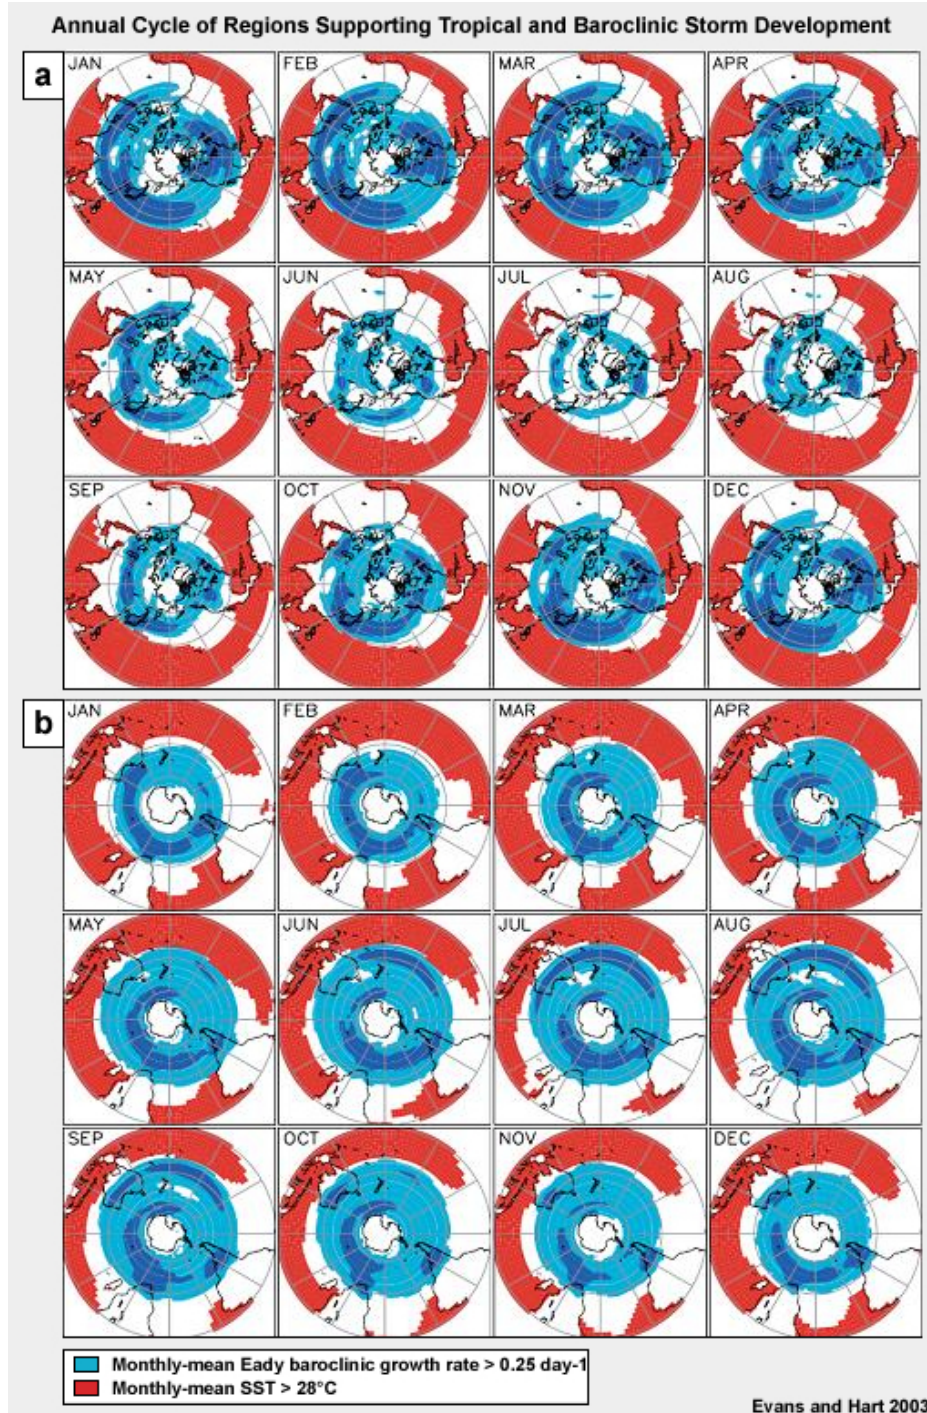 Annual Cycle of Regions Supporting Tropical and Baroclinic Storm Development
a
JAN FEB MAR APR
MAY JUN JUL AUG
SEP OCT NOV DEC
b
JAN FEB MAR APR
MAY JUN JUL AUG
SEP OCT NOV DEC
Monthly-mean Eady baroclinic growth rate > 0.25 day-1
Monthly-mean SST > 28°C
Evans and Hart 2003